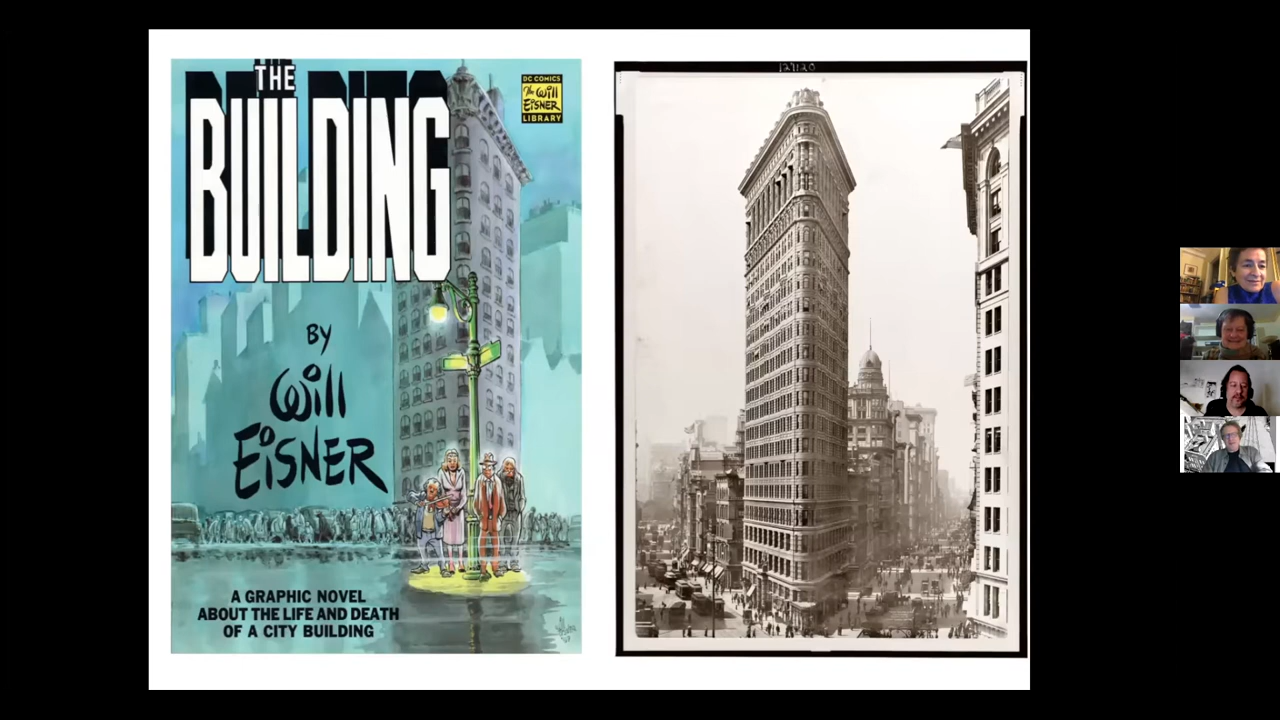 THE
BUILDING
DC COMICS
The Will
EISNER
LIBRARY
BY
Will
EISNER
A GRAPHIC NOVEL
ABOUT THE LIFE AND DEATH
OF A CITY BUILDING